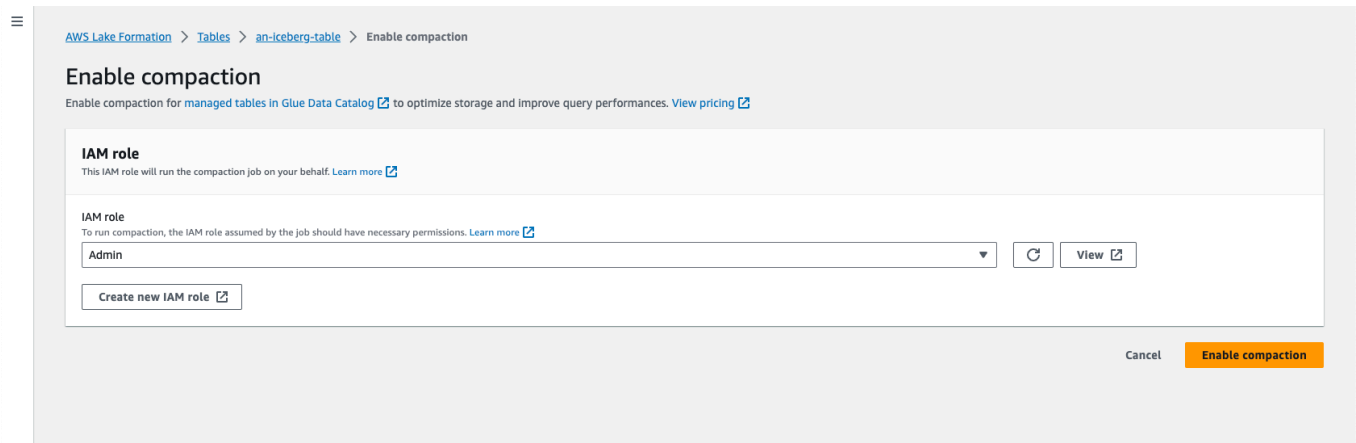 AWS Lake Formation > Tables > an-iceberg-table > Enable compaction
Enable compaction
Enable compaction for managed tables in Glue Data Catalog to optimize storage and improve query performances. View pricing
IAM role
This IAM role will run the compaction job on your behalf. Learn more
IAM role
To run compaction, the IAM role assumed by the job should have necessary permissions. Learn more
Admin
View
Create new IAM role
Cancel
Enable compaction